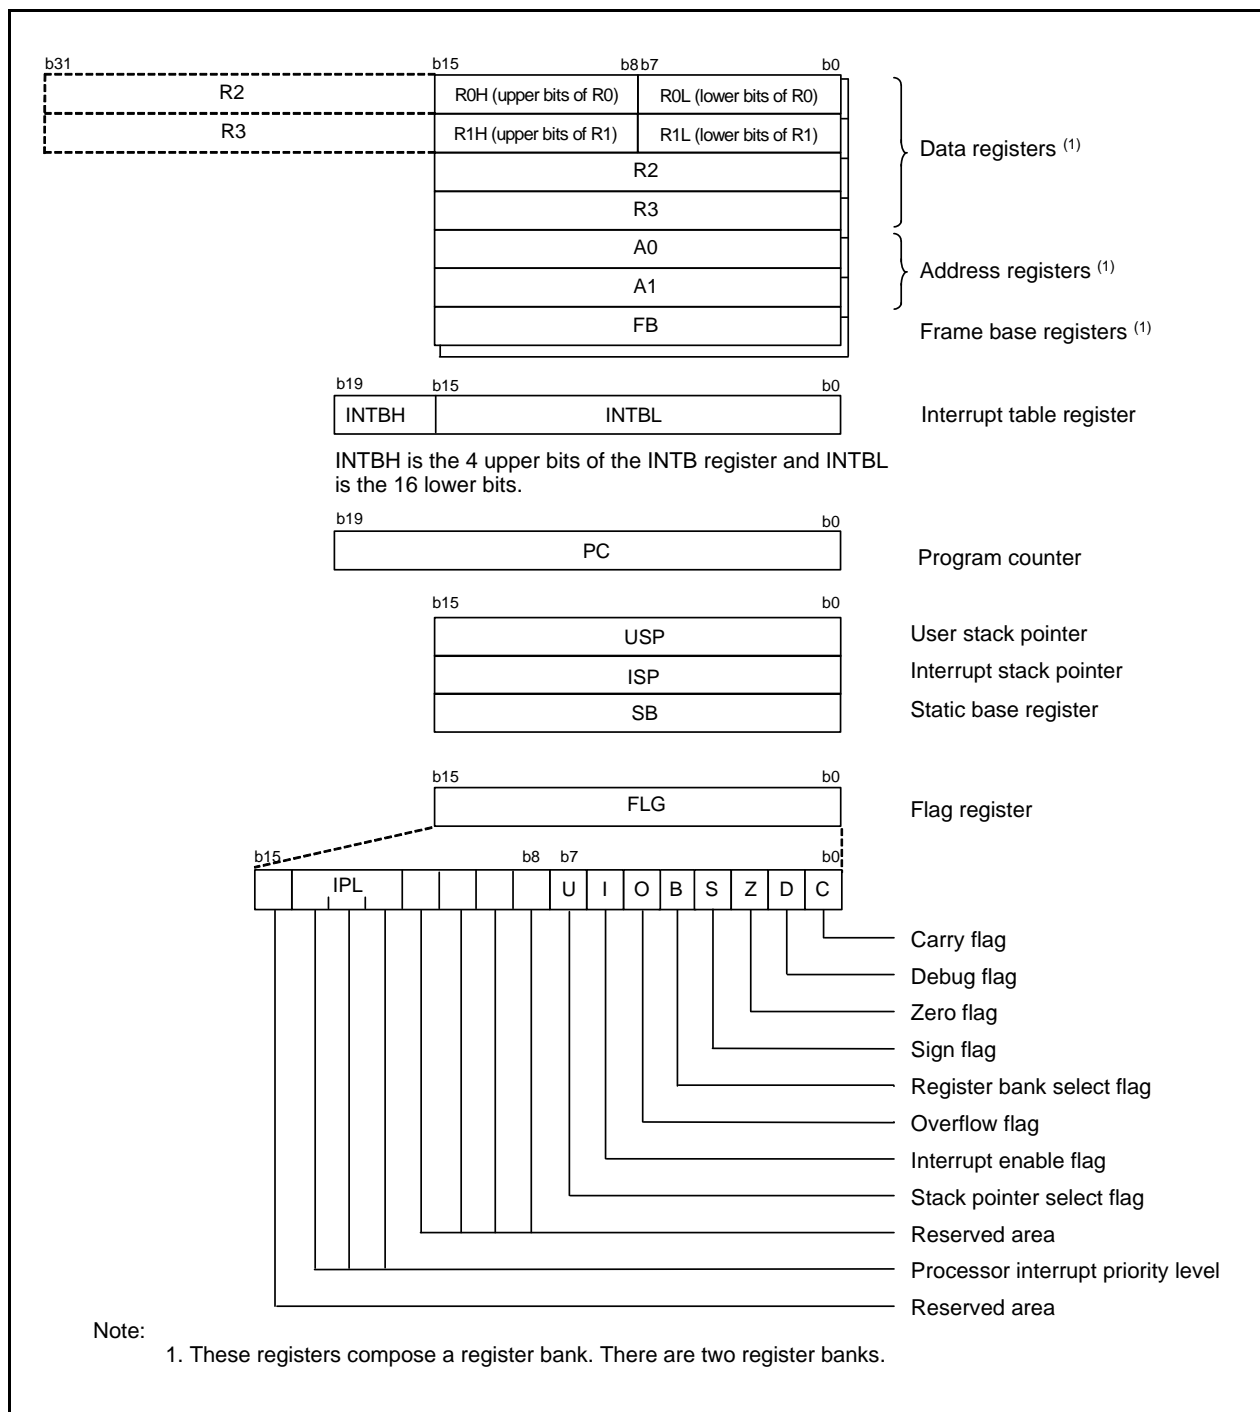 b31 b15 b8 b7 b0
R2 R0H (upper bits of R0) R0L (lower bits of R0)
R3 R1H (upper bits of R1) R1L (lower bits of R1)
Data registers (1)
R2
R3
A0
Address registers (1)
A1
FB
Frame base registers (1)
b19 b15 b0
INTBH INTBL Interrupt table register
INTBH is the 4 upper bits of the INTB register and INTBL
is the 16 lower bits.
b19 b0
PC Program counter
b15 b0
USP User stack pointer
ISP Interrupt stack pointer
SB Static base register
b15 b0
FLG Flag register
b15 b8 b7 b0
IPL U I O B S Z D C
Carry flag
Debug flag
Zero flag
Sign flag
Register bank select flag
Overflow flag
Interrupt enable flag
Stack pointer select flag
Reserved area
Processor interrupt priority level
Reserved area
Note:
1. These registers compose a register bank. There are two register banks.